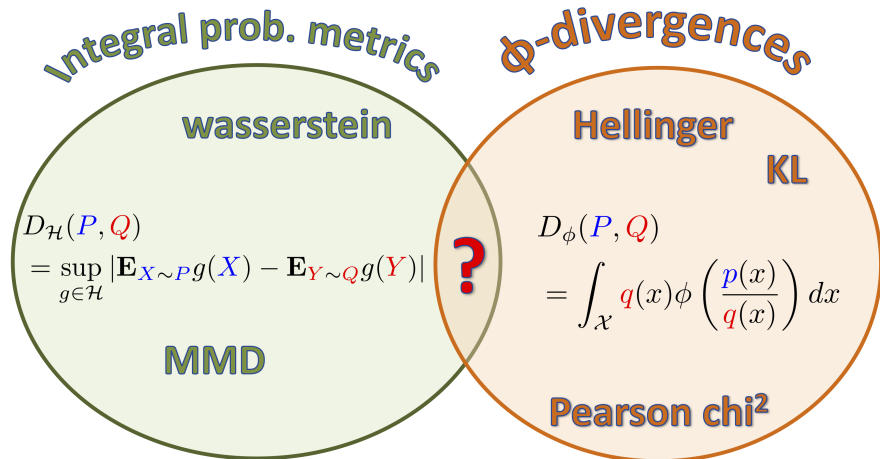 Integral prob. metrics
wasserstein
D_ℋ(P, Q)
= sup_{g∈ℋ} |E_{X∼P} g(X) − E_{Y∼Q} g(Y)|
MMD
?
ϕ-divergences
Hellinger
KL
D_ϕ(P, Q)
= ∫_𝒳 q(x)ϕ(p(x)/q(x)) dx
Pearson chi²